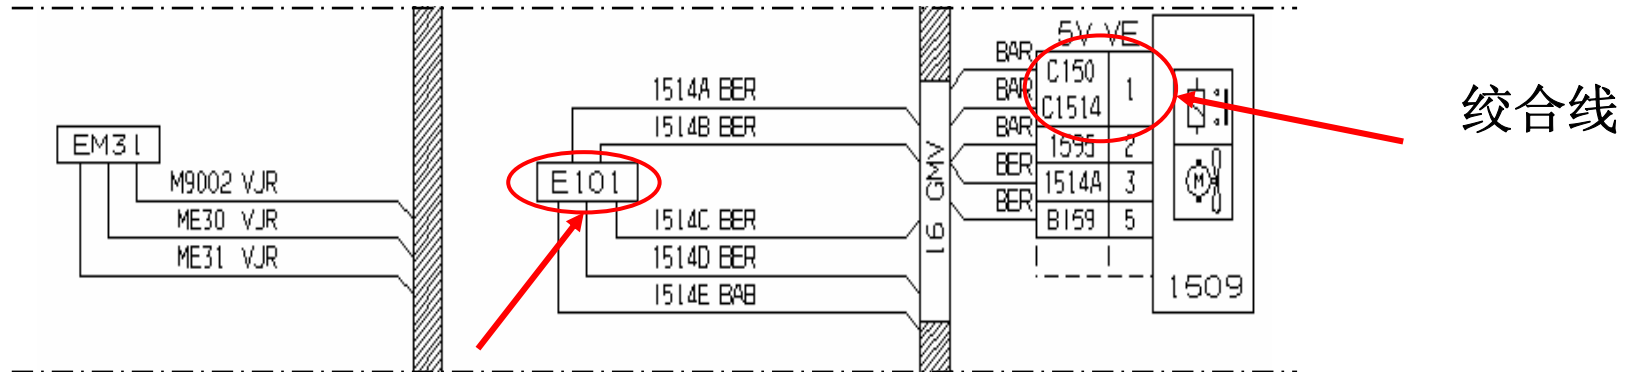 5V VE
BAR C150 1
BAR C1514
BAR 1595 2
BER 1514A 3
BER B159 5
1509
绞合线
16 GMV
EM31
M9002 VJR
ME30 VJR
ME31 VJR
1514A BER
1514B BER
E101
1514C BER
1514D BER
1514E BAB
M